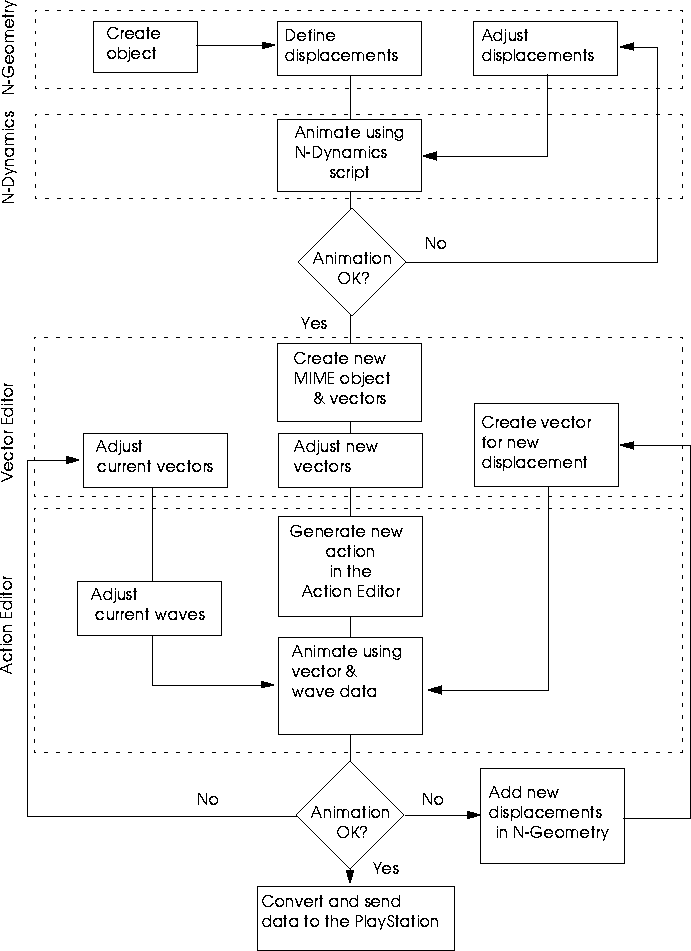 N-Geometry
Create
object
Define
displacements
Adjust
displacements
N-Dynamics
Animate using
N-Dynamics
script
Animation
OK?
No
Yes
Vector Editor
Create new
MIME object
& vectors
Adjust
current vectors
Adjust new
vectors
Create vector
for new
displacement
Action Editor
Generate new
action
in the
Action Editor
Adjust
current waves
Animate using
vector &
wave data
Animation
OK?
No
No
Add new
displacements
in N-Geometry
Yes
Convert and send
data to the PlayStation